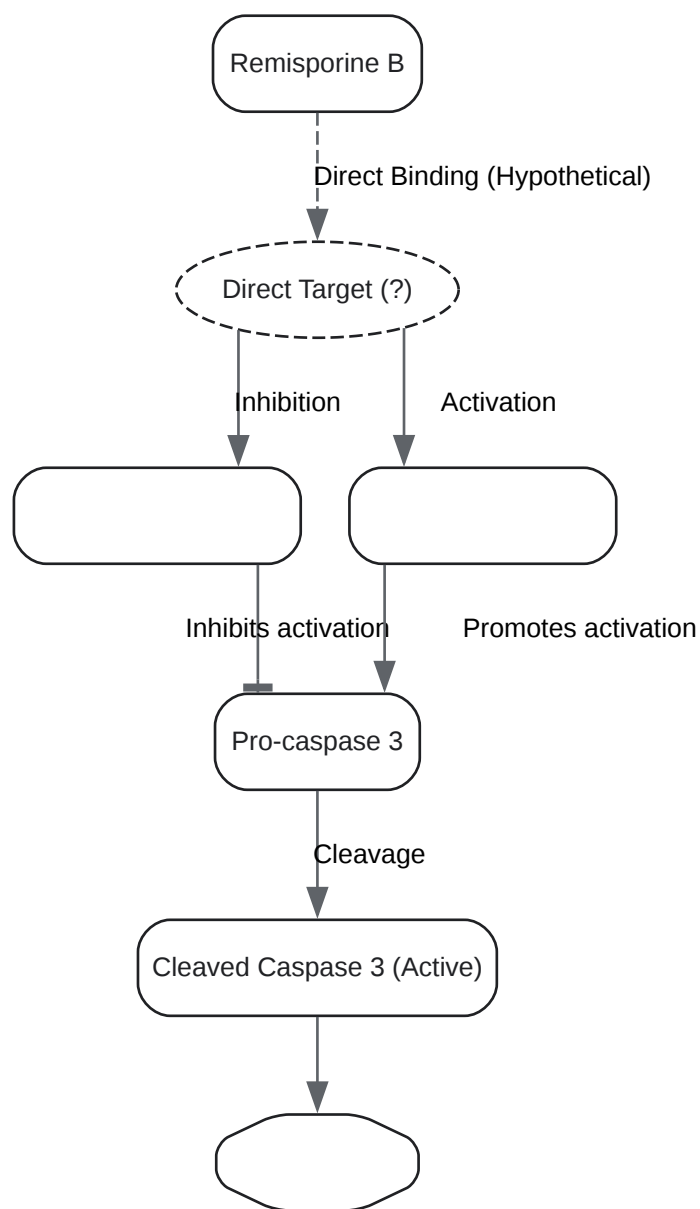 Remisporine B
Direct Binding (Hypothetical)
Direct Target (?)
Inhibition
Activation
Inhibits activation
Promotes activation
Pro-caspase 3
Cleavage
Cleaved Caspase 3 (Active)